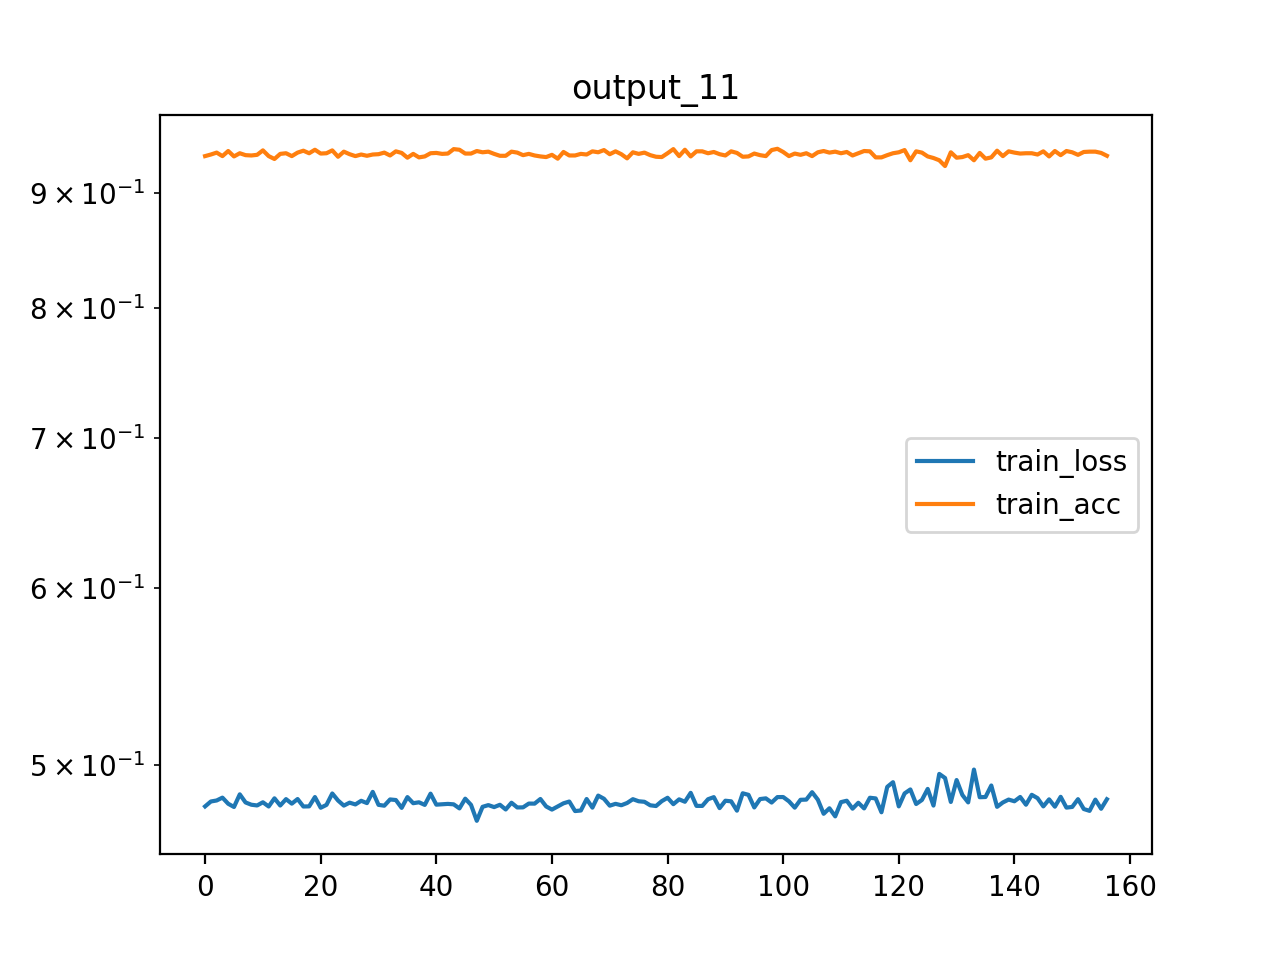 output_11
9 × 10⁻¹
8 × 10⁻¹
7 × 10⁻¹
6 × 10⁻¹
5 × 10⁻¹
train_loss
train_acc
0 20 40 60 80 100 120 140 160